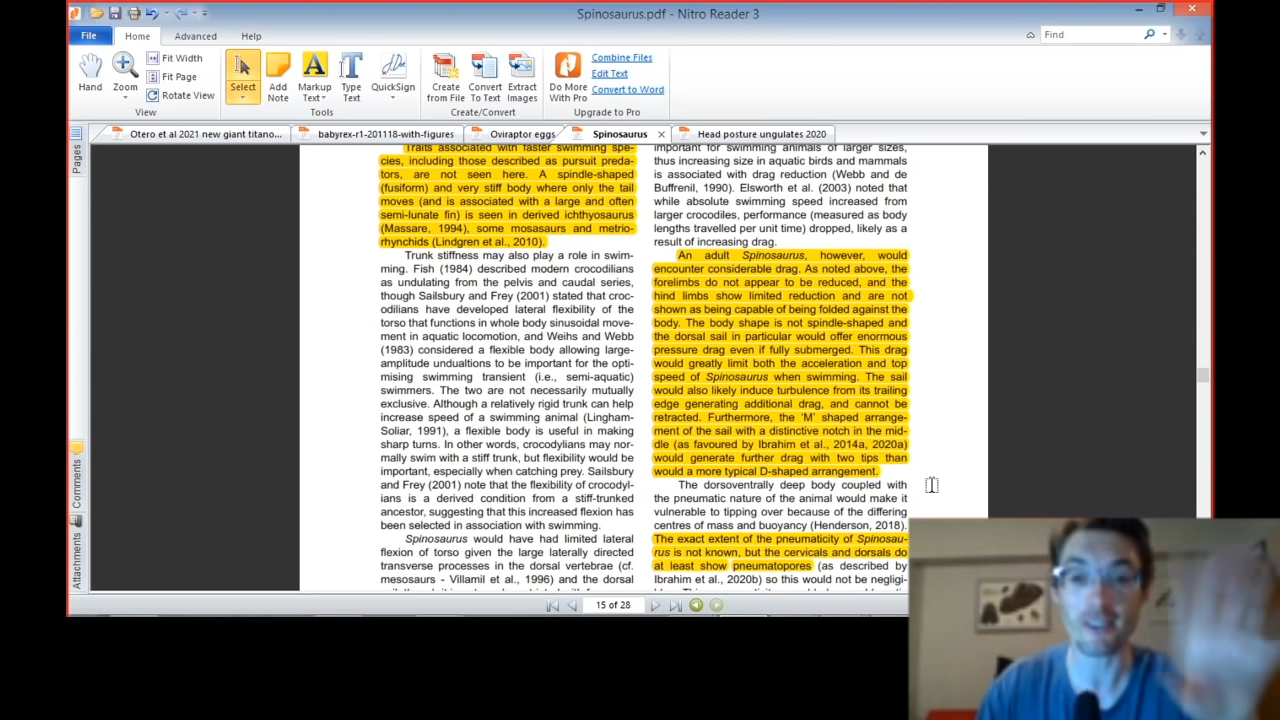 Spinosaurus.pdf - Nitro Reader 3
File
Home
Advanced
Help
Find
Hand
Zoom
Fit Width
Fit Page
Rotate View
View
Select
Add
Note
Markup
Text
Type
Text
QuickSign
Tools
Create
from File
Convert
To Text
Extract
Images
Create/Convert
Do More
With Pro
Combine Files
Edit Text
Convert to Word
Upgrade to Pro
Otero et al 2021 new giant titano...
babyrex-r1-201118-with-figures
Oviraptor eggs
Spinosaurus
Head posture ungulates 2020
Pages
Comments
Attachments
Traits associated with faster swimming spe-
cies, including those described as pursuit preda-
tors, are not seen here. A spindle-shaped
(fusiform) and very stiff body where only the tail
moves (and is associated with a large and often
semi-lunate fin) is seen in derived ichthyosaurus
(Massare, 1994), some mosasaurs and metrio-
rhynchids (Lindgren et al., 2010).
Trunk stiffness may also play a role in swim-
ming. Fish (1984) described modern crocodilians
as undulating from the pelvis and caudal series,
though Sailsbury and Frey (2001) stated that croc-
odilians have developed lateral flexibility of the
torso that functions in whole body sinusoidal move-
ment in aquatic locomotion, and Weihs and Webb
(1983) considered a flexible body allowing large-
amplitude undualtions to be important for the opti-
mising swimming transient (i.e., semi-aquatic)
swimmers. The two are not necessarily mutually
exclusive. Although a relatively rigid trunk can help
increase speed of a swimming animal (Lingham-
Soliar, 1991), a flexible body is useful in making
sharp turns. In other words, crocodylians may nor-
mally swim with a stiff trunk, but flexibility would be
important, especially when catching prey. Sailsbury
and Frey (2001) note that the flexibility of crocodyl-
ians is a derived condition from a stiff-trunked
ancestor, suggesting that this increased flexion has
been selected in association with swimming.
Spinosaurus would have had limited lateral
flexion of torso given the large laterally directed
transverse processes in the dorsal vertebrae (cf.
mesosaurs - Villamil et al., 1996) and the dorsal
important for swimming animals of larger sizes,
thus increasing size in aquatic birds and mammals
is associated with drag reduction (Webb and de
Buffrenil, 1990). Elsworth et al. (2003) noted that
while absolute swimming speed increased from
larger crocodiles, performance (measured as body
lengths travelled per unit time) dropped, likely as a
result of increasing drag.
An adult Spinosaurus, however, would
encounter considerable drag. As noted above, the
forelimbs do not appear to be reduced, and the
hind limbs show limited reduction and are not
shown as being capable of being folded against the
body. The body shape is not spindle-shaped and
the dorsal sail in particular would offer enormous
pressure drag even if fully submerged. This drag
would greatly limit both the acceleration and top
speed of Spinosaurus when swimming. The sail
would also likely induce turbulence from its trailing
edge generating additional drag, and cannot be
retracted. Furthermore, the 'M' shaped arrange-
ment of the sail with a distinctive notch in the mid-
dle (as favoured by Ibrahim et al., 2014a, 2020a)
would generate further drag with two tips than
would a more typical D-shaped arrangement.
The dorsoventrally deep body coupled with
the pneumatic nature of the animal would make it
vulnerable to tipping over because of the differing
centres of mass and buoyancy (Henderson, 2018).
The exact extent of the pneumaticity of Spinosau-
rus is not known, but the cervicals and dorsals do
at least show pneumatopores (as described by
Ibrahim et al., 2020b) so this would not be negligi-
15 of 28